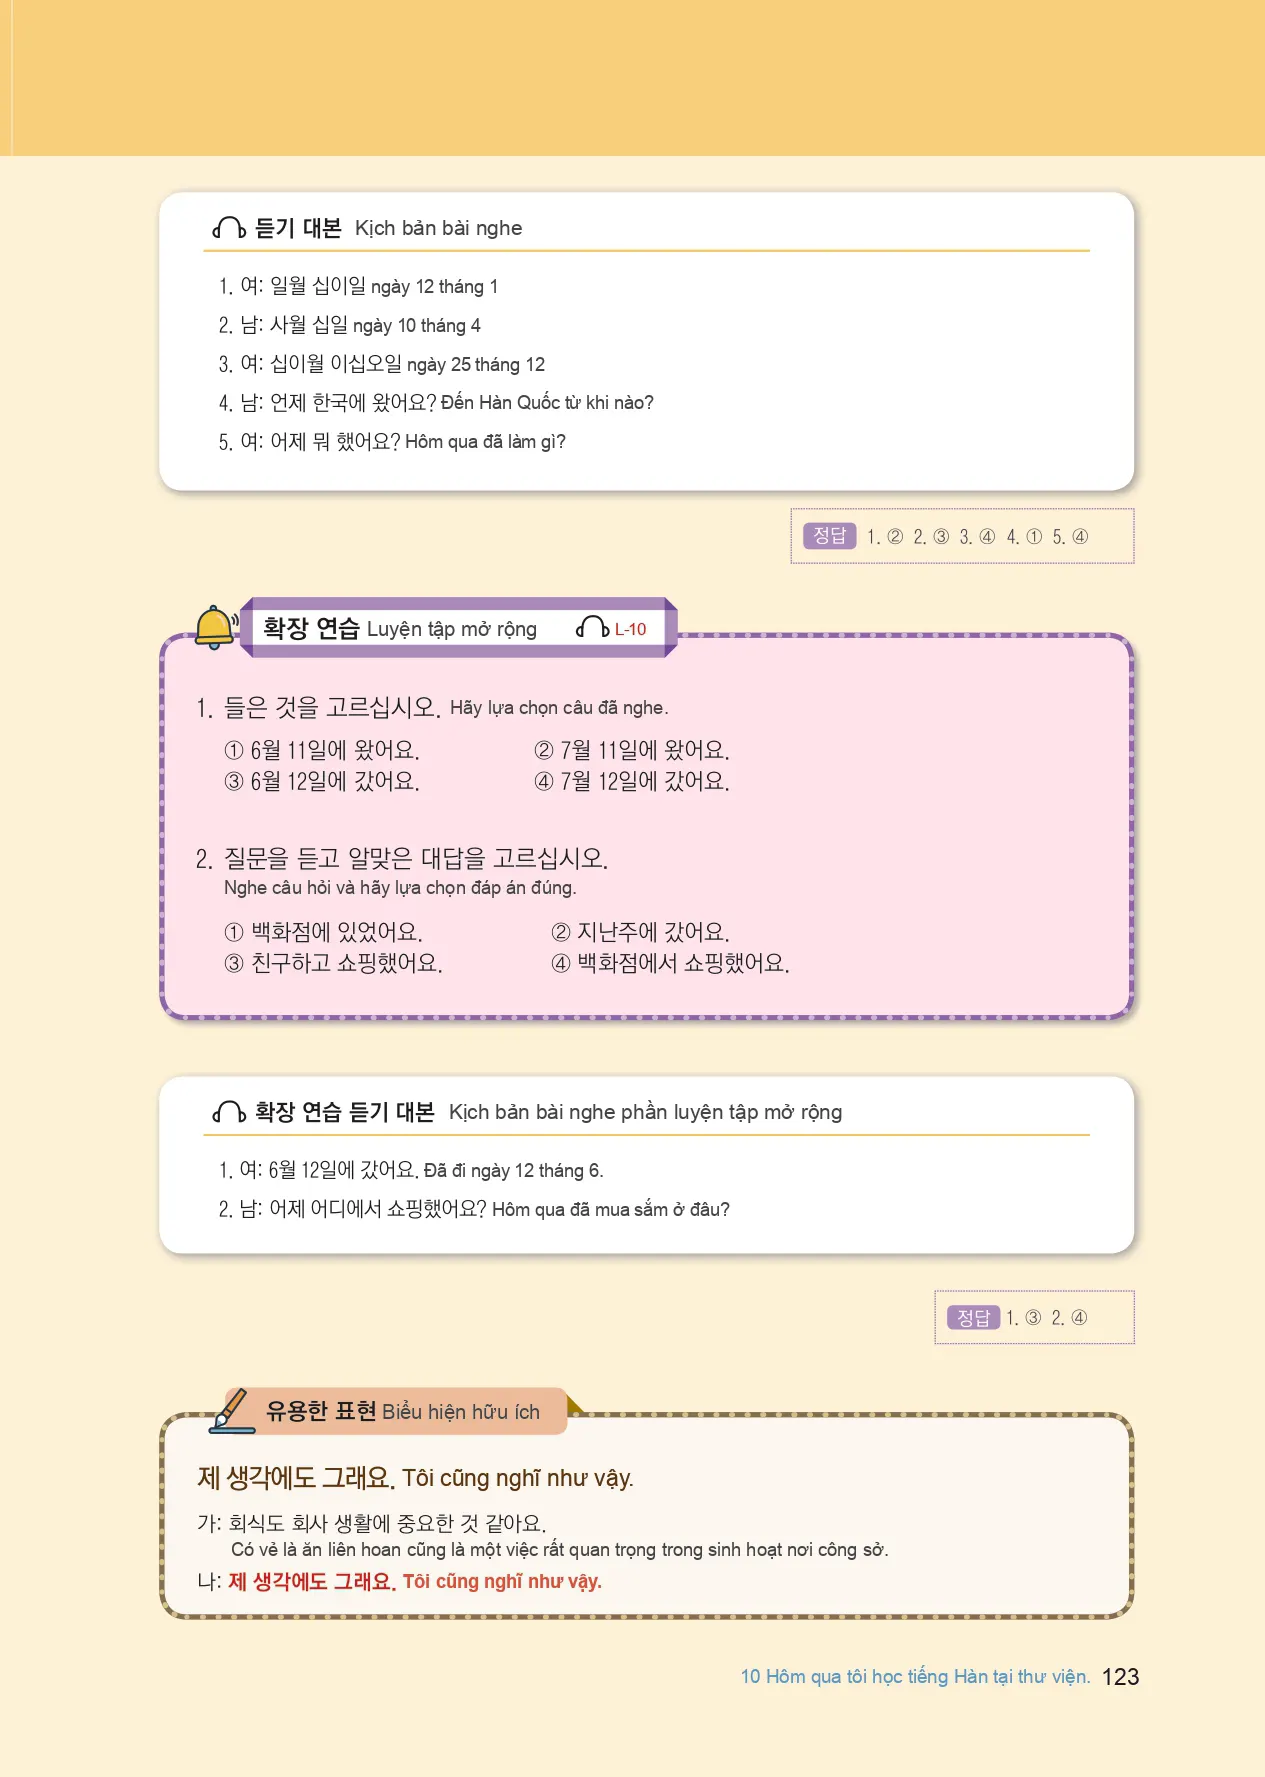 듣기 대본 Kịch bản bài nghe
1. 여: 일월 십이일 ngày 12 tháng 1
2. 남: 사월 십일 ngày 10 tháng 4
3. 여: 십이월 이십오일 ngày 25 tháng 12
4. 남: 언제 한국에 왔어요? Đến Hàn Quốc từ khi nào?
5. 여: 어제 뭐 했어요? Hôm qua đã làm gì?
정답 1. ② 2. ③ 3. ④ 4. ① 5. ④
확장 연습 Luyện tập mở rộng L-10
1. 들은 것을 고르십시오. Hãy lựa chọn câu đã nghe.
① 6월 11일에 왔어요. ② 7월 11일에 왔어요.
③ 6월 12일에 갔어요. ④ 7월 12일에 갔어요.
2. 질문을 듣고 알맞은 대답을 고르십시오.
Nghe câu hỏi và hãy lựa chọn đáp án đúng.
① 백화점에 있었어요. ② 지난주에 갔어요.
③ 친구하고 쇼핑했어요. ④ 백화점에서 쇼핑했어요.
확장 연습 듣기 대본 Kịch bản bài nghe phần luyện tập mở rộng
1. 여: 6월 12일에 갔어요. Đã đi ngày 12 tháng 6.
2. 남: 어제 어디에서 쇼핑했어요? Hôm qua đã mua sắm ở đâu?
정답 1. ③ 2. ④
유용한 표현 Biểu hiện hữu ích
제 생각에도 그래요. Tôi cũng nghĩ như vậy.
가: 회식도 회사 생활에 중요한 것 같아요.
Có vẻ là ăn liên hoan cũng là một việc rất quan trọng trong sinh hoạt nơi công sở.
나: 제 생각에도 그래요. Tôi cũng nghĩ như vậy.
10 Hôm qua tôi học tiếng Hàn tại thư viện. 123